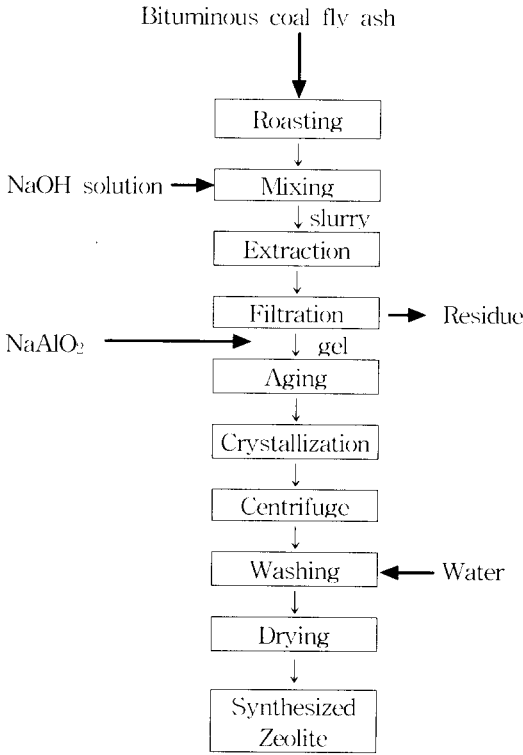 Bituminous coal fly ash
Roasting
NaOH solution
Mixing
slurry
Extraction
Filtration
Residue
NaAlO₂
gel
Aging
Crystallization
Centrifuge
Washing
Water
Drying
Synthesized
Zeolite